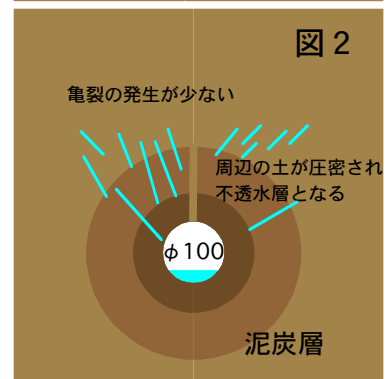 図2
亀裂の発生が少ない
周辺の土が圧密され
不透水層となる
φ100
泥炭層